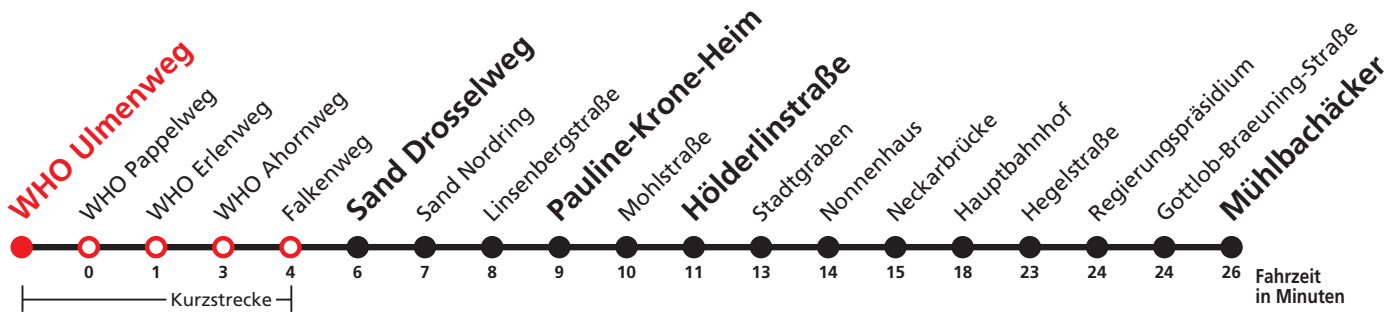 WHO Ulmenweg
WHO Pappelweg
WHO Erlenweg
WHO Ahornweg
Falkenweg
Sand Drosselweg
Sand Nordring
Linsenbergstraße
Pauline-Krone-Heim
Mohlstraße
Hölderlinstraße
Stadtgraben
Nonnenhaus
Neckarbrücke
Hauptbahnhof
Hegelstraße
Regierungspräsidium
Gottlob-Braeuning-Straße
Mühlbachäcker
0 1 3 4 6 7 8 9 10 11 13 14 15 18 23 24 24 26
Fahrzeit
in Minuten
Kurzstrecke